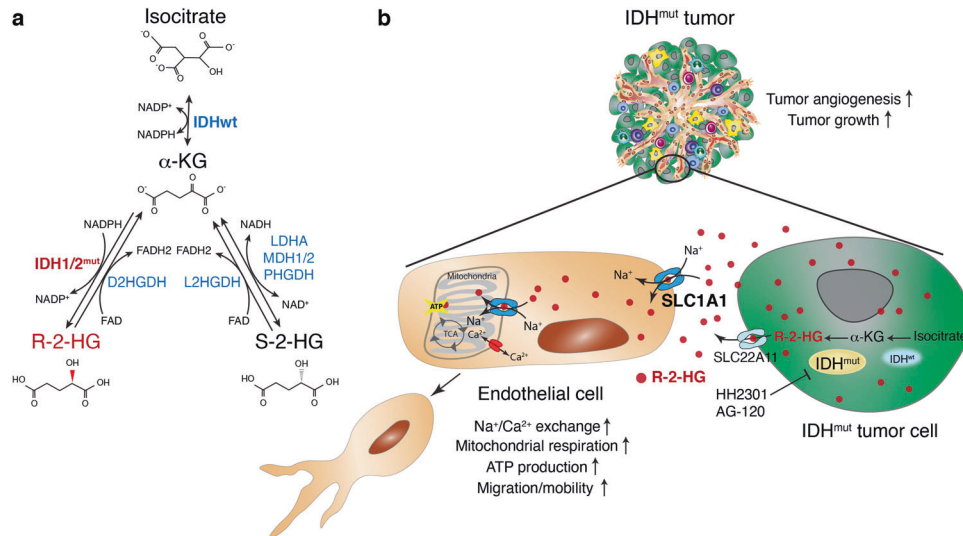 a
Isocitrate
⁻O
O
O
O⁻
O
⁻O
OH
NADP⁺
NADPH
IDHwt
α-KG
O⁻
O
O
O⁻
O
NADPH
IDH1/2ᵐᵘᵗ
NADP⁺
FADH2
D2HGDH
FAD
FADH2
L2HGDH
FAD
NADH
LDHA
MDH1/2
PHGDH
NAD⁺
R-2-HG
S-2-HG
OH
HO
OH
O
O
OH
HO
OH
O
O
b
IDHᵐᵘᵗ tumor
Tumor angiogenesis ↑
Tumor growth ↑
Mitochondria
ATP
TCA
Na⁺
Na⁺
Ca²⁺
Ca²⁺
Na⁺
Na⁺
SLC1A1
R-2-HG
Endothelial cell
Na⁺/Ca²⁺ exchange ↑
Mitochondrial respiration ↑
ATP production ↑
Migration/mobility ↑
R-2-HG ← α-KG ← Isocitrate
SLC22A11
IDHᵐᵘᵗ
IDHʷᵗ
HH2301
AG-120
IDHᵐᵘᵗ tumor cell